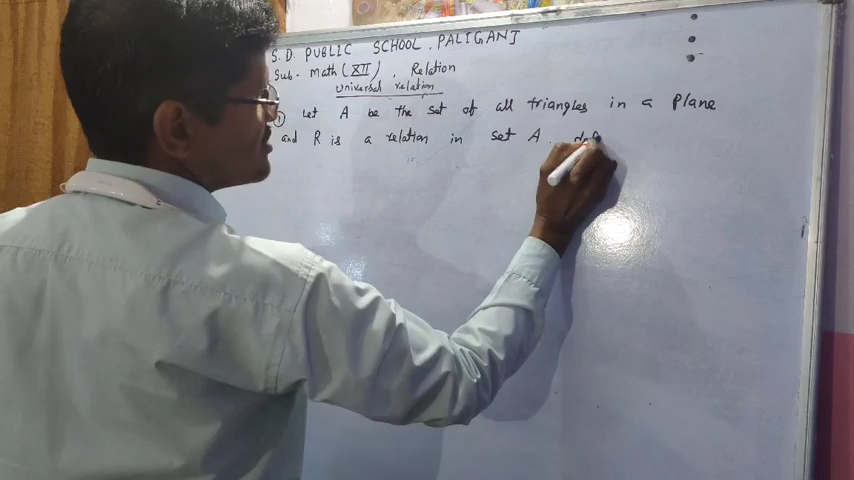 S.D. PUBLIC SCHOOL, PALIGANJ
Sub- Math (XII), Relation
universal relation
① Let A be the set of all triangles in a plane
and R is a relation in set A. def